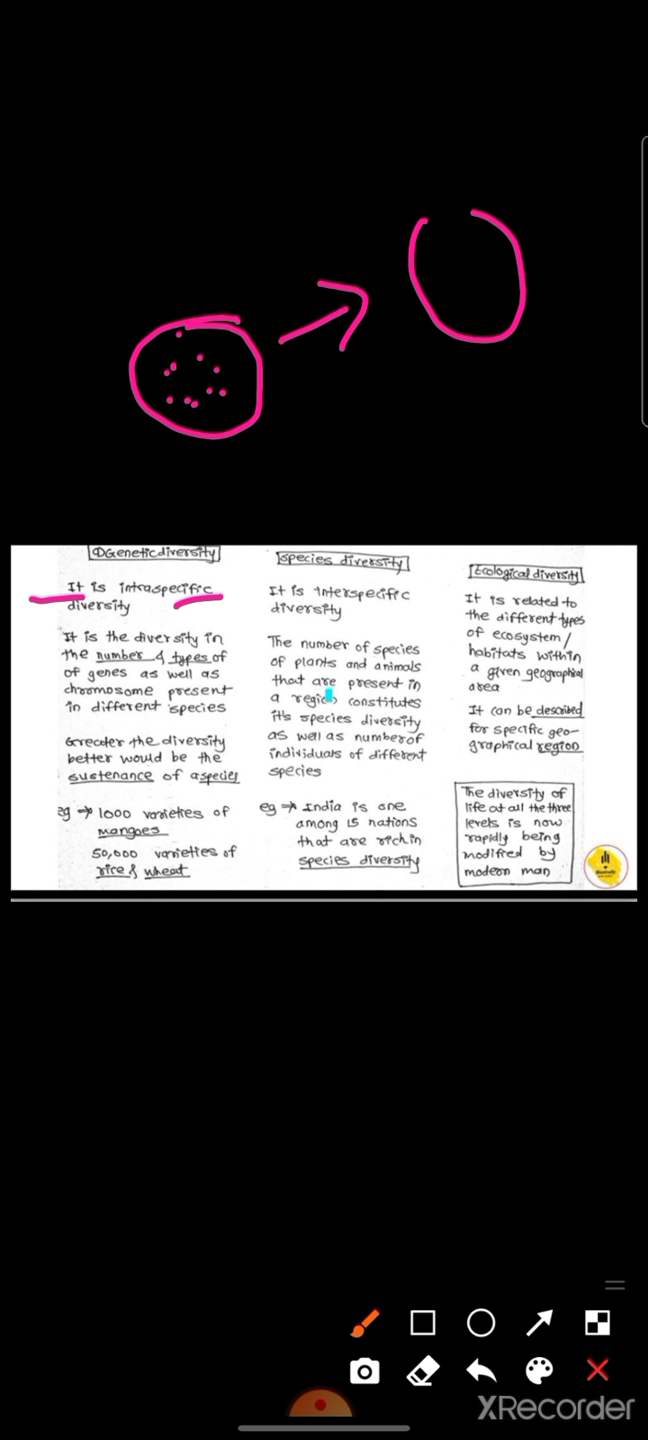 ①Genetic diversity
It is intraspecific
diversity
It is the diversity in
the number & types of
of genes as well as
chromosome present
in different species
Greater the diversity
better would be the
sustenance of a species
eg → 1000 varieties of
mangoes
50,000 varieties of
rice & wheat
species diversity
It is Interspecific
diversity
The number of species
of plants and animals
that are present in
a region constitutes
it's species diversity
as well as number of
individuals of different
species
eg → India is one
among 15 nations
that are rich in
species diversity
Ecological diversity
It is related to
the different types
of ecosystem/
habitats within
a given geographical
area
It can be described
for specific geo-
graphical region
The diversity of
life at all the three
levels is now
rapidly being
modified by
modern man
XRecorder